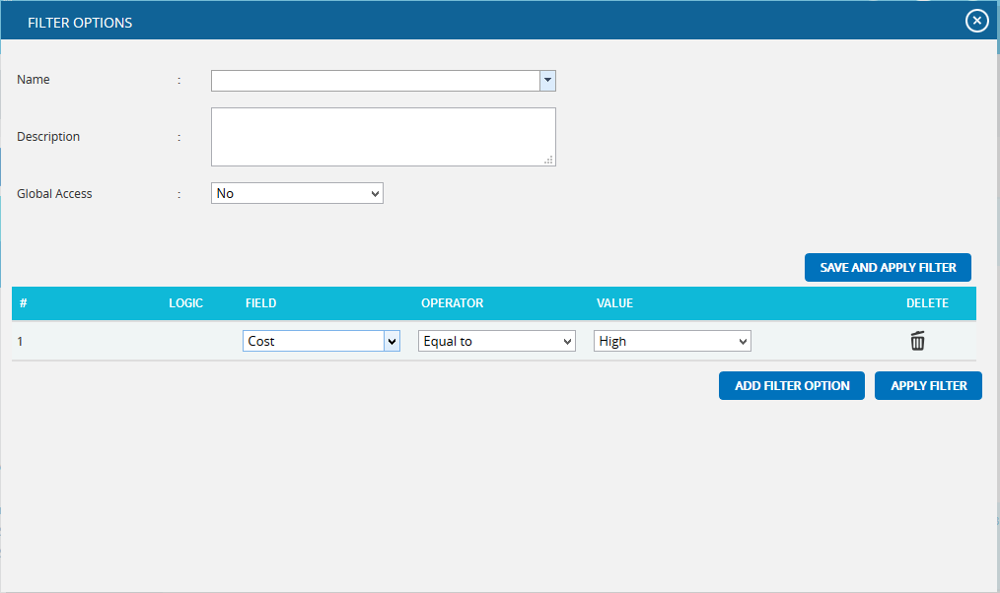 FILTER OPTIONS
Name :
Description :
Global Access : No
SAVE AND APPLY FILTER
# LOGIC FIELD OPERATOR VALUE DELETE
1 Cost Equal to High
ADD FILTER OPTION APPLY FILTER